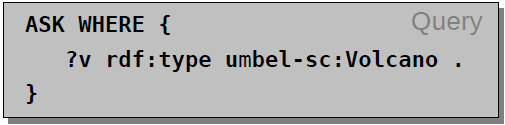 Query
ASK WHERE {
?v rdf:type umbel-sc:Volcano .
}